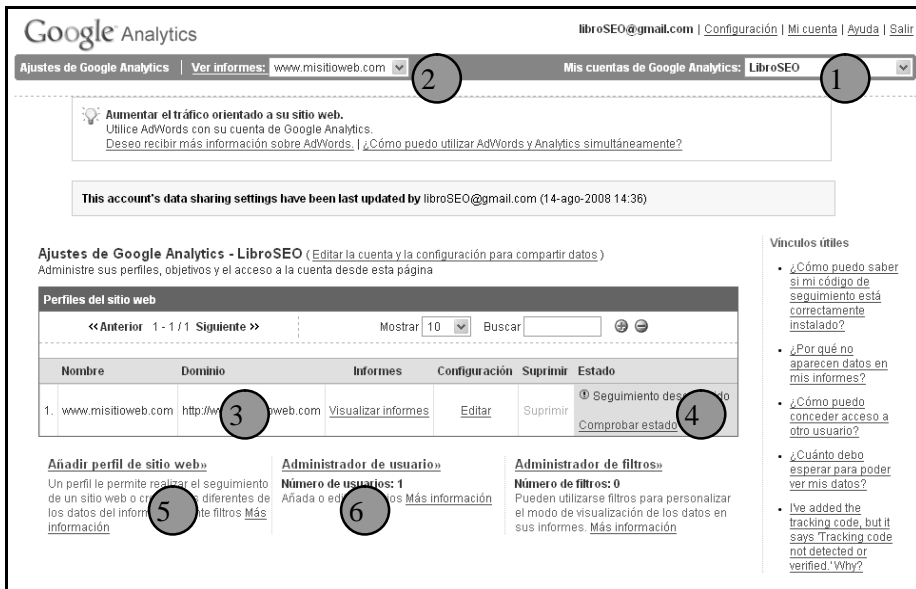 Google Analytics
libroSEO@gmail.com | Configuración | Mi cuenta | Ayuda | Salir
Ajustes de Google Analytics | Ver informes: www.misitioweb.com
2
Mis cuentas de Google Analytics: LibroSEO
1
Aumentar el tráfico orientado a su sitio web.
Utilice AdWords con su cuenta de Google Analytics.
Deseo recibir más información sobre AdWords. | ¿Cómo puedo utilizar AdWords y Analytics simultáneamente?
This account's data sharing settings have been last updated by libroSEO@gmail.com (14-ago-2008 14:36)
Ajustes de Google Analytics - LibroSEO ( Editar la cuenta y la configuración para compartir datos )
Administre sus perfiles, objetivos y el acceso a la cuenta desde esta página
Perfiles del sitio web
‹‹ Anterior 1 - 1 / 1 Siguiente ››
Mostrar 10 Buscar
Nombre Dominio Informes Configuración Suprimir Estado
1. www.misitioweb.com
3
Visualizar informes Editar Suprimir
Seguimiento
Comprobar estado
4
Añadir perfil de sitio web»
Un perfil le permite realizar el seguimiento
de un sitio web o diferentes de
los datos del filtros Más
información
5
Administrador de usuario»
Número de usuarios: 1
Añada o Más información
6
Administrador de filtros»
Número de filtros: 0
Pueden utilizarse filtros para personalizar
el modo de visualización de los datos en
sus informes. Más información
Vínculos útiles
¿Cómo puedo saber
si mi código de
seguimiento está
correctamente
instalado?
¿Por qué no
aparecen datos en
mis informes?
¿Cómo puedo
conceder acceso a
otro usuario?
¿Cuánto debo
esperar para poder
ver mis datos?
I've added the
tracking code, but it
says 'Tracking code
not detected or
verified.' Why?